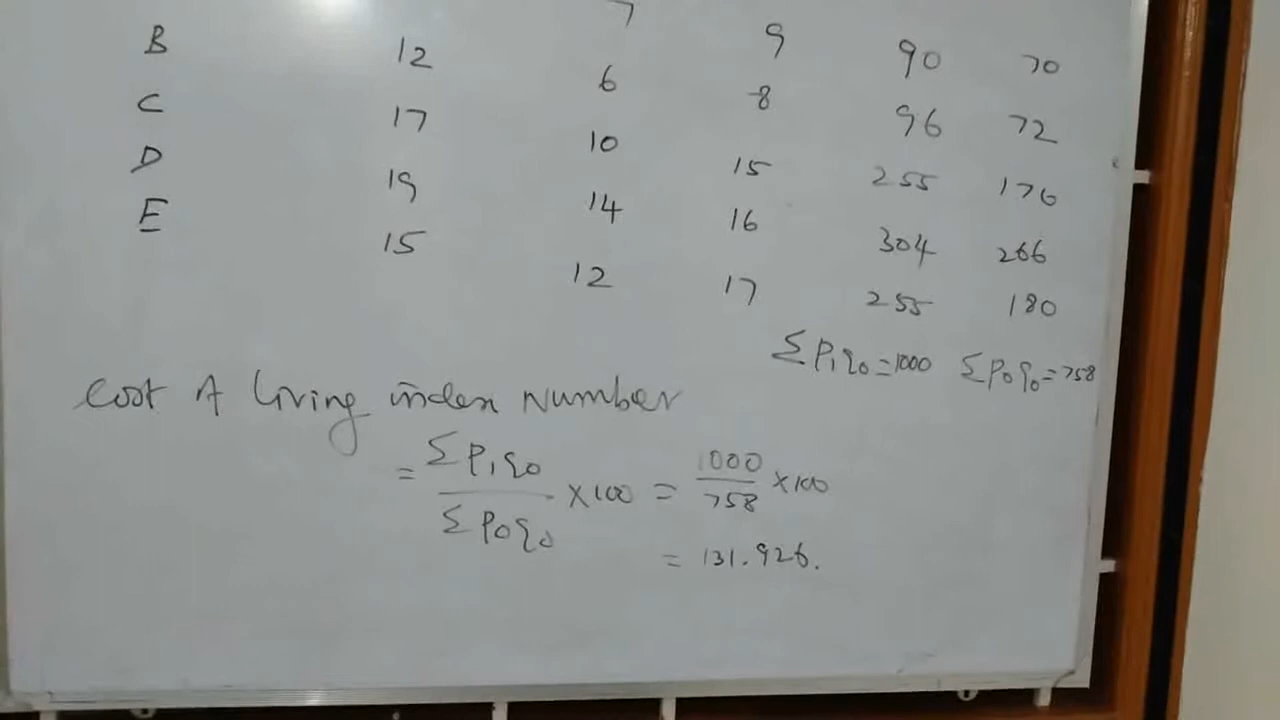 7 9 90 70
B 12 6 8 96 72
C 17 10 15 255 170
D 19 14 16 304 266
E 15 12 17 255 180
Σp₁q₀=1000 Σp₀q₀=758
Cost of living index Number
= Σp₁q₀ / Σp₀q₀ ×100 = 1000 / 758 ×100
= 131.926.